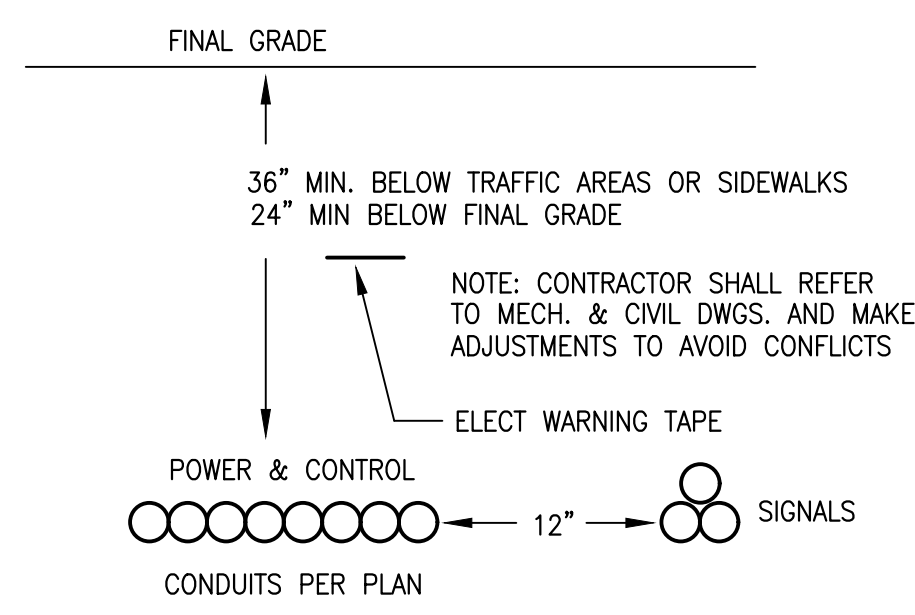 FINAL GRADE
36" MIN. BELOW TRAFFIC AREAS OR SIDEWALKS
24" MIN BELOW FINAL GRADE
NOTE: CONTRACTOR SHALL REFER
TO MECH. & CIVIL DWGS. AND MAKE
ADJUSTMENTS TO AVOID CONFLICTS
ELECT WARNING TAPE
POWER & CONTROL
12"
SIGNALS
CONDUITS PER PLAN